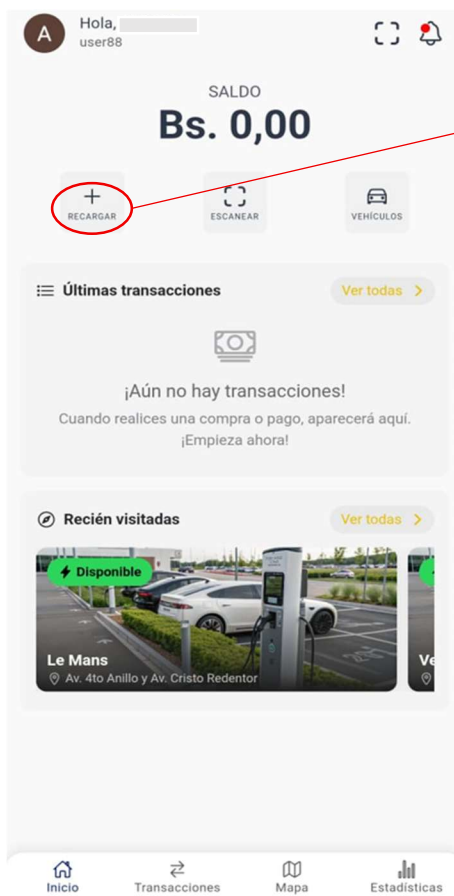 A
Hola,
user88
SALDO
Bs. 0,00
RECARGAR
ESCANEAR
VEHÍCULOS
Últimas transacciones
Ver todas
¡Aún no hay transacciones!
Cuando realices una compra o pago, aparecerá aquí.
¡Empieza ahora!
Recién visitadas
Ver todas
Disponible
Le Mans
Av. 4to Anillo y Av. Cristo Redentor
Ve
Inicio
Transacciones
Mapa
Estadísticas